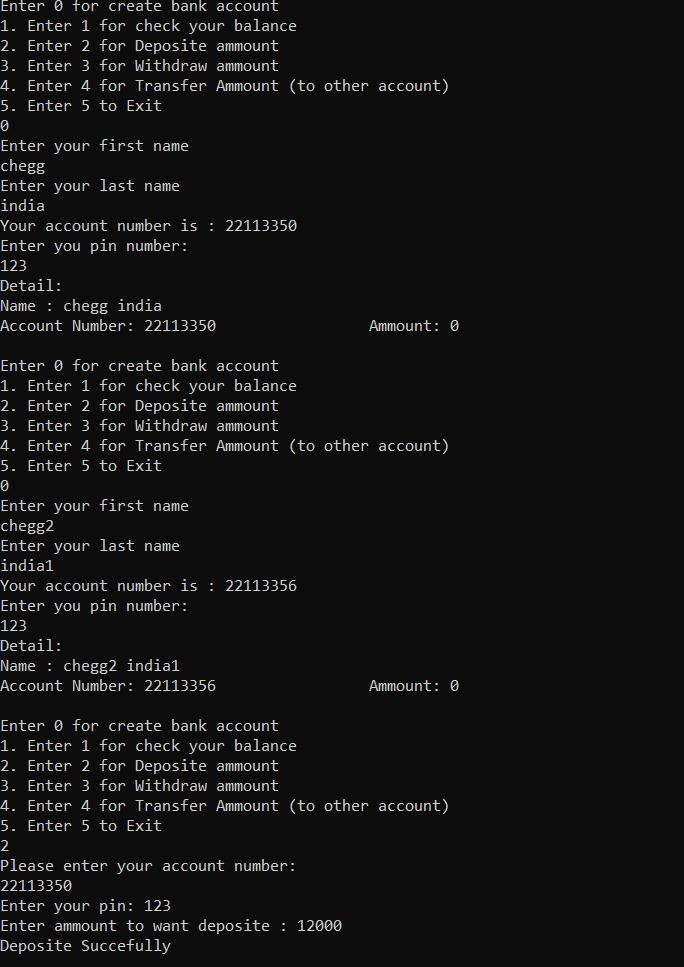 Enter 0 for create bank account
1. Enter 1 for check your balance
2. Enter 2 for Deposite ammount
3. Enter 3 for Withdraw ammount
4. Enter 4 for Transfer Ammount (to other account)
5. Enter 5 to Exit
0
Enter your first name
chegg
Enter your last name
india
Your account number is : 22113350
Enter you pin number:
123
Detail:
Name : chegg india
Account Number: 22113350 Ammount: 0
Enter 0 for create bank account
1. Enter 1 for check your balance
2. Enter 2 for Deposite ammount
3. Enter 3 for Withdraw ammount
4. Enter 4 for Transfer Ammount (to other account)
5. Enter 5 to Exit
0
Enter your first name
chegg2
Enter your last name
india1
Your account number is : 22113356
Enter you pin number:
123
Detail:
Name : chegg2 india1
Account Number: 22113356 Ammount: 0
Enter 0 for create bank account
1. Enter 1 for check your balance
2. Enter 2 for Deposite ammount
3. Enter 3 for Withdraw ammount
4. Enter 4 for Transfer Ammount (to other account)
5. Enter 5 to Exit
2
Please enter your account number:
22113350
Enter your pin: 123
Enter ammount to want deposite : 12000
Deposite Succefully